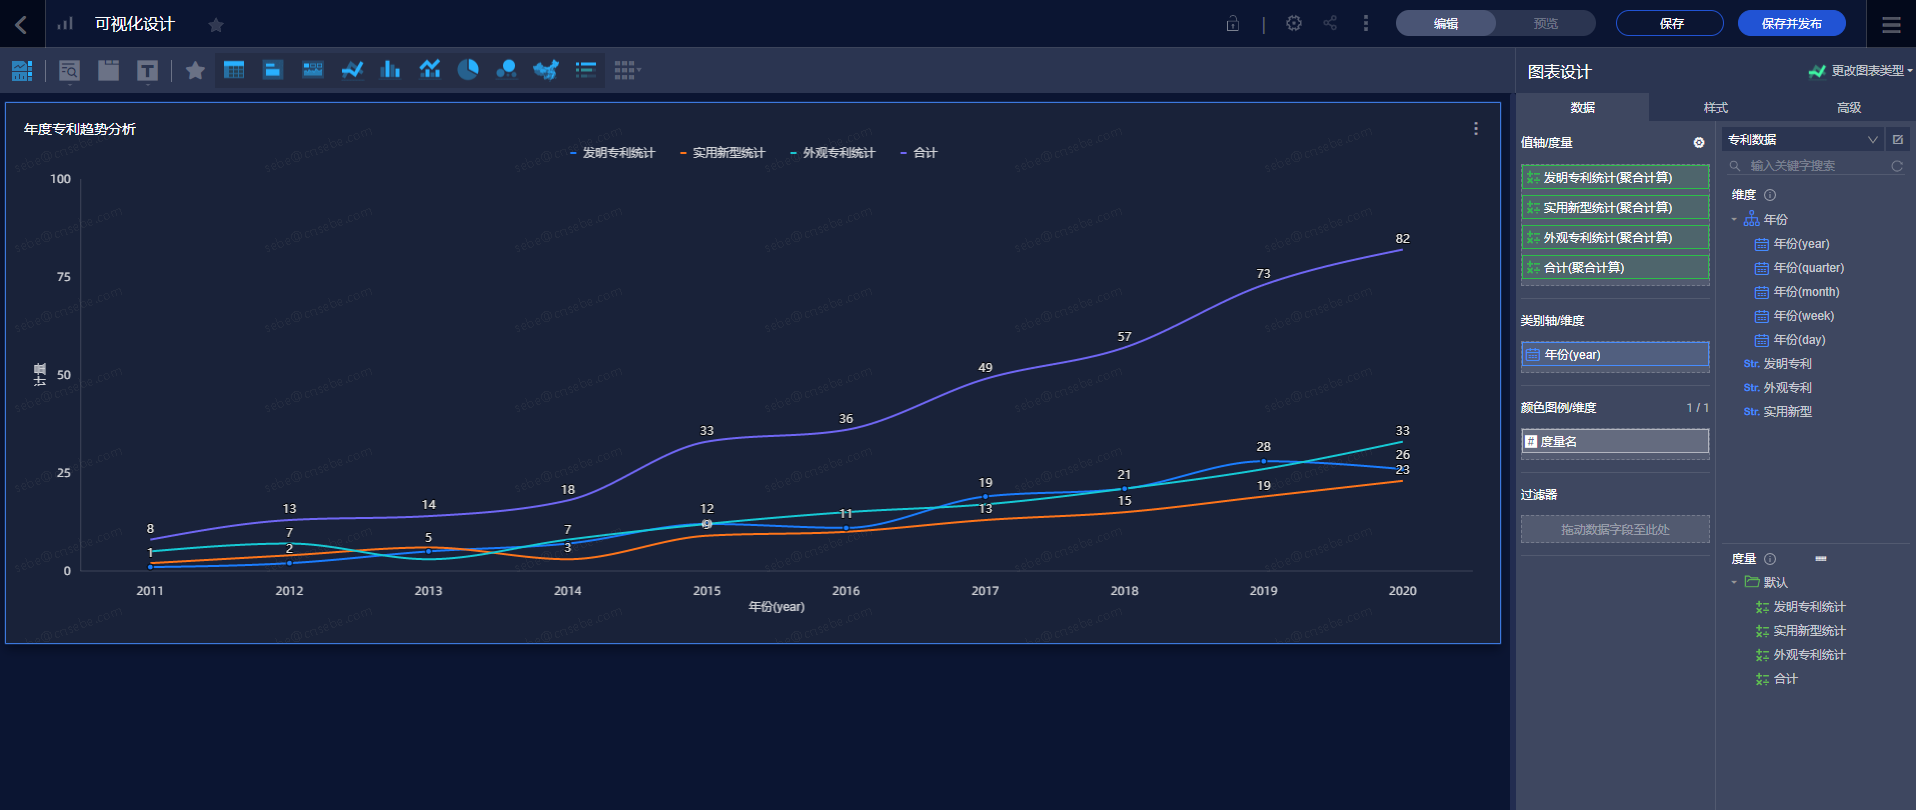 可视化设计
编辑
预览
保存
保存并发布
图表设计
更改图表类型
年度专利趋势分析
发明专利统计 实用新型统计 外观专利统计 合计
100
75
50
25
0
计量
8 13 14 18 33 36 49 57 73 82
1 7 5 7 12 11 19 21 28 33
2 3 9 13 15 19 26
23
2011 2012 2013 2014 2015 2016 2017 2018 2019 2020
年份(year)
数据 样式 高级
值轴/度量
发明专利统计(聚合计算)
实用新型统计(聚合计算)
外观专利统计(聚合计算)
合计(聚合计算)
类别轴/维度
年份(year)
颜色图例/维度 1 / 1
# 度量名
过滤器
拖动数据字段至此处
专利数据
输入关键字搜索
维度
年份
年份(year)
年份(quarter)
年份(month)
年份(week)
年份(day)
Str. 发明专利
Str. 外观专利
Str. 实用新型
度量
默认
发明专利统计
实用新型统计
外观专利统计
合计